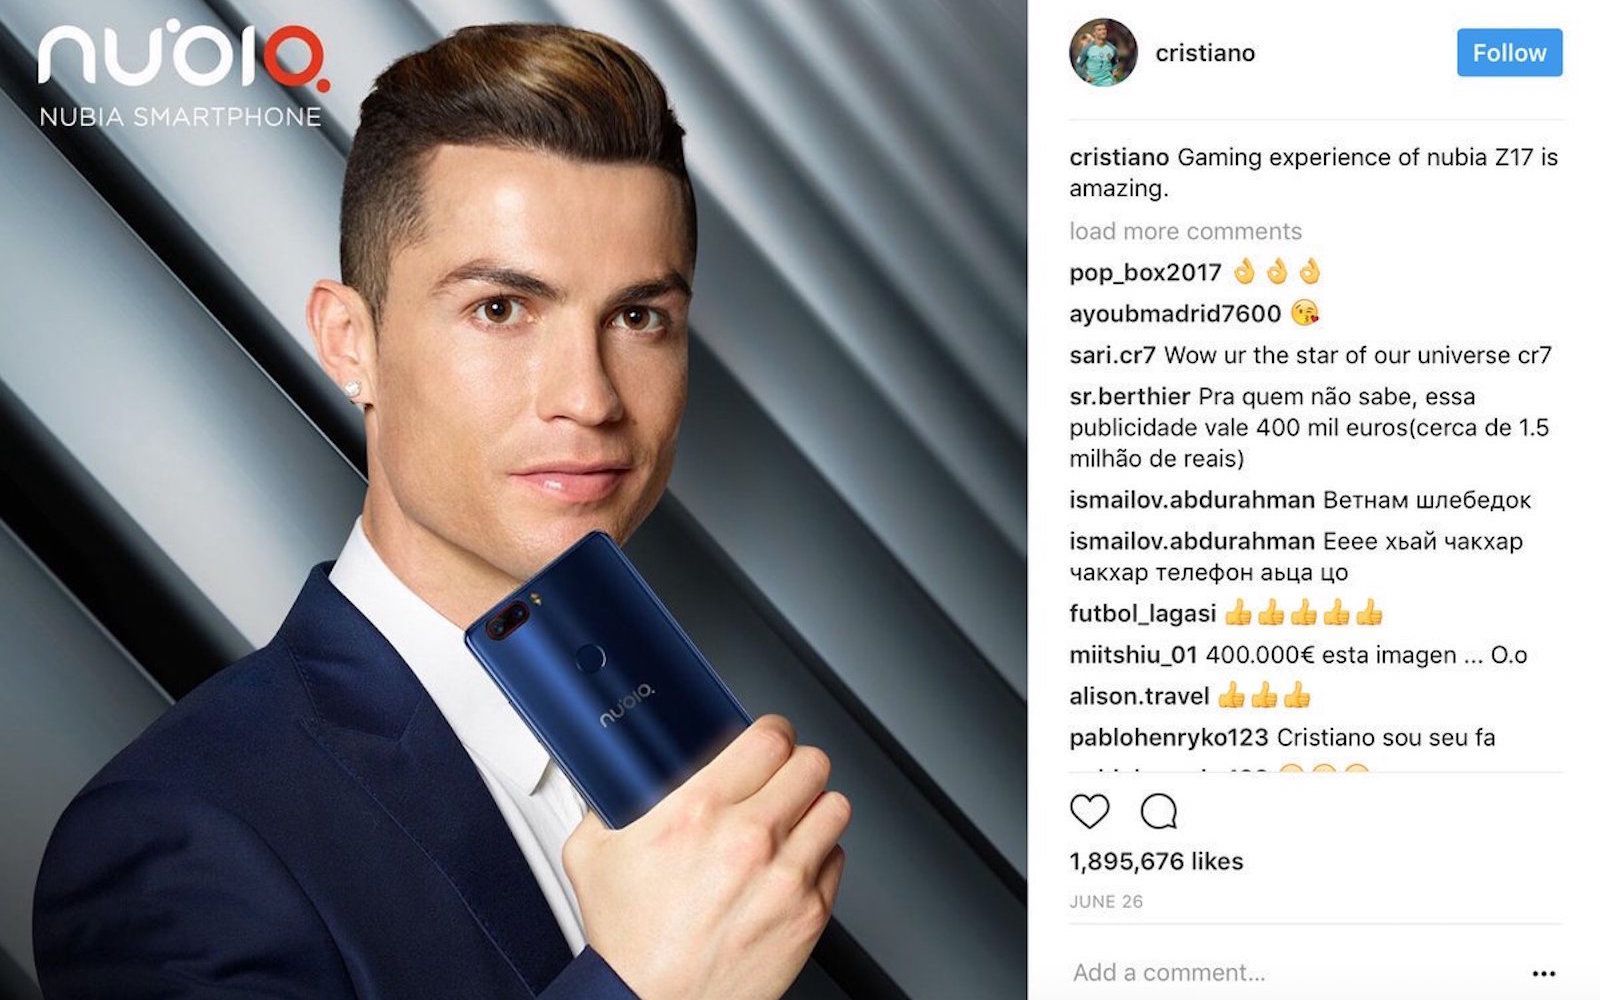 nubia
NUBIA SMARTPHONE
nubia
cristiano
Follow
cristiano Gaming experience of nubia Z17 is
amazing.
load more comments
pop_box2017 👌👌👌
ayoubmadrid7600 😘
sari.cr7 Wow ur the star of our universe cr7
sr.berthier Pra quem não sabe, essa
publicidade vale 400 mil euros(cerca de 1.5
milhão de reais)
ismailov.abdurahman Ветнам шлебедок
ismailov.abdurahman Ееее хьай чакхар
чакхар телефон аьца цо
futbol_lagasi 👍👍👍👍👍
miitshiu_01 400.000€ esta imagen ... O.o
alison.travel 👍👍👍
pablohenryko123 Cristiano sou seu fa
1,895,676 likes
JUNE 26
Add a comment...